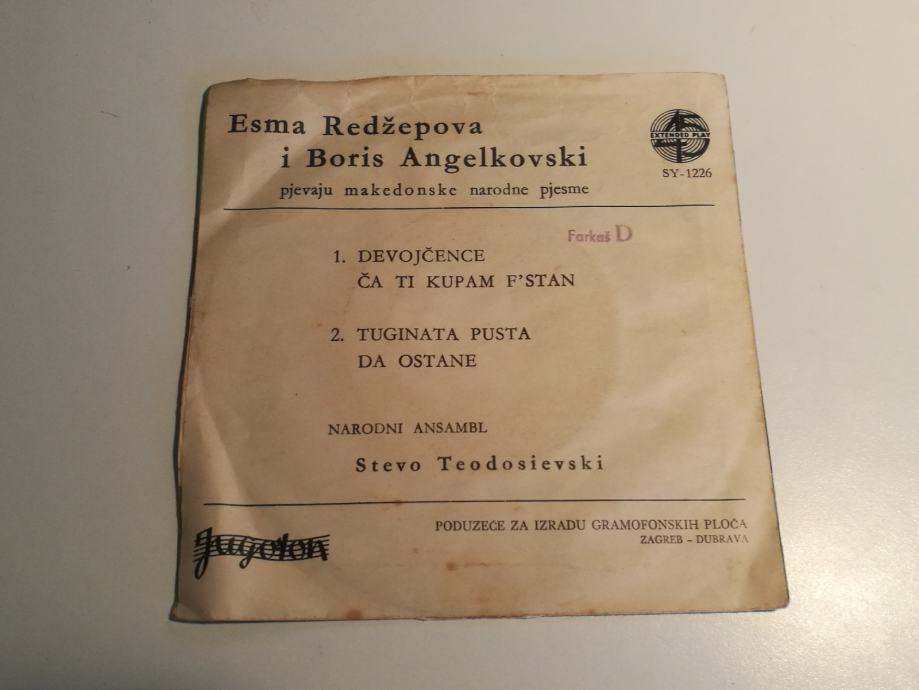 Esma Redžepova
i Boris Angelkovski
pjevaju makedonske narodne pjesme
45
EXTENDED PLAY
SY-1226
Farkaš D
1. DEVOJČENCE
ČA TI KUPAM F'STAN
2. TUGINATA PUSTA
DA OSTANE
NARODNI ANSAMBL
Stevo Teodosievski
Jugoton
PODUZEĆE ZA IZRADU GRAMOFONSKIH PLOČA
ZAGREB – DUBRAVA